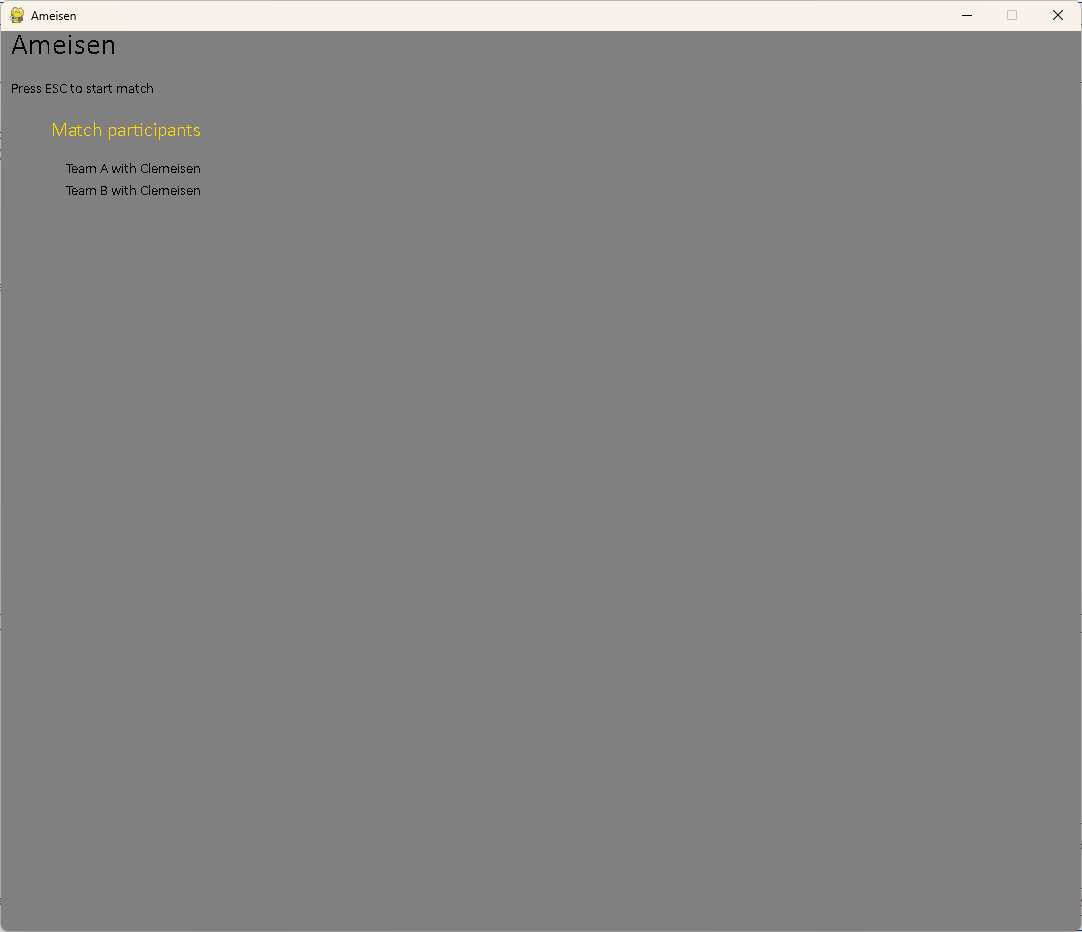 Ameisen
Ameisen
Press ESC to start match
Match participants
Team A with Clemeisen
Team B with Clemeisen